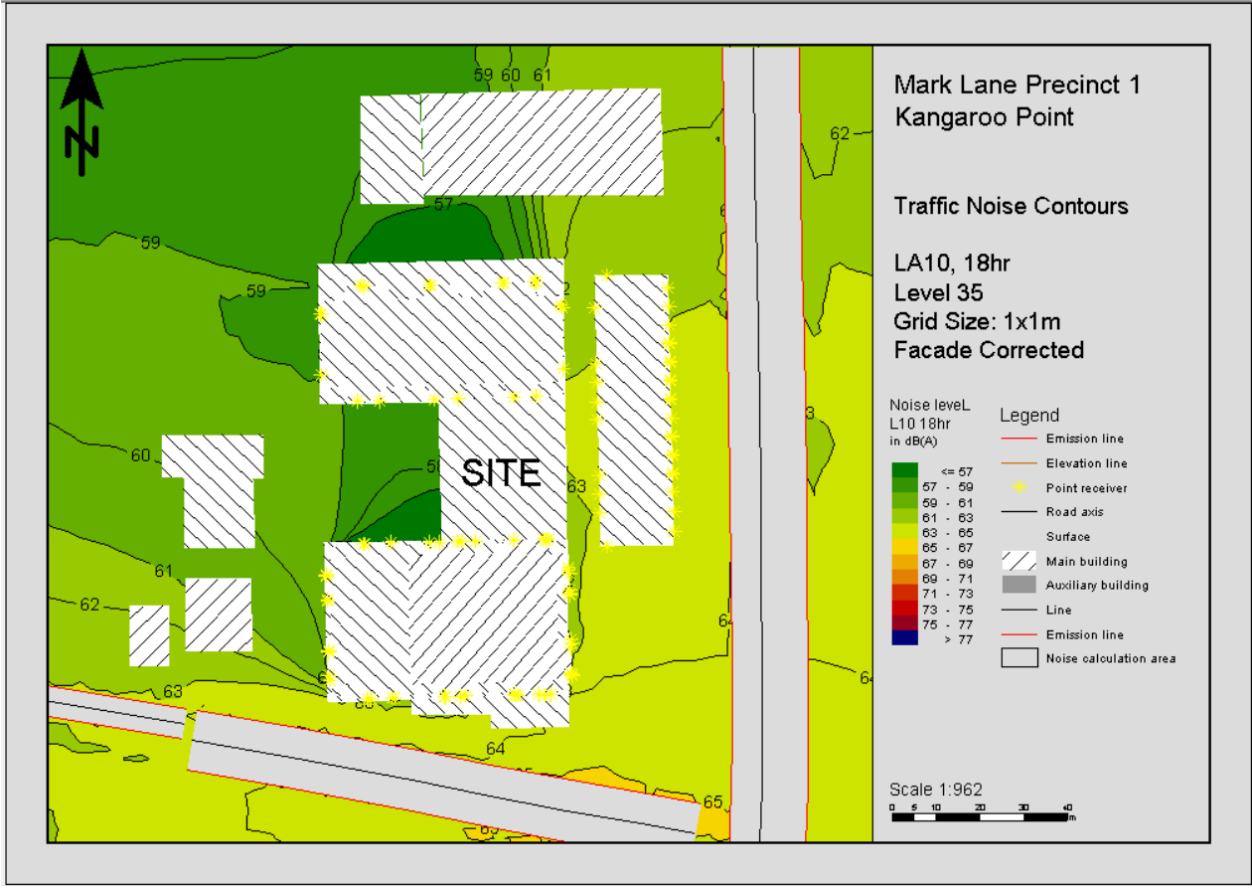 Mark Lane Precinct 1
Kangaroo Point
Traffic Noise Contours
LA10, 18hr
Level 35
Grid Size: 1x1m
Facade Corrected
Noise leveL
L10 18hr
in dB(A)
<= 57
57 - 59
59 - 61
61 - 63
63 - 65
65 - 67
67 - 69
69 - 71
71 - 73
73 - 75
75 - 77
> 77
Legend
Emission line
Elevation line
Point receiver
Road axis
Surface
Main building
Auxiliary building
Line
Emission line
Noise calculation area
Scale 1:962
0 5 10 20 30 40
m
N
59 60 61
62
57
59
59
60
SITE
63
61
62
63
64
65